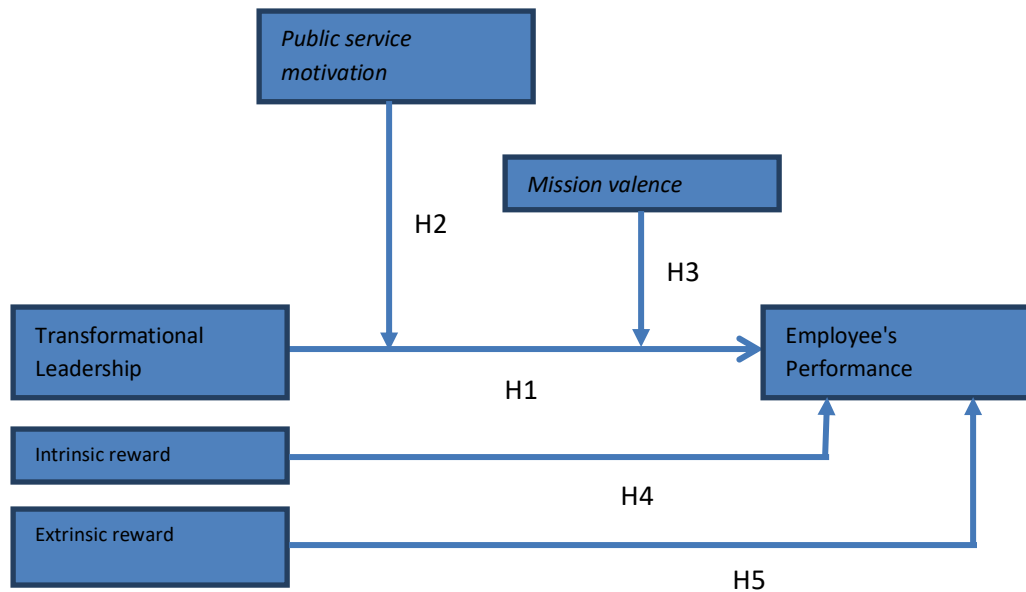 Public service
motivation
Mission valence
H2
H3
Transformational
Leadership
Employee's
Performance
H1
Intrinsic reward
H4
Extrinsic reward
H5